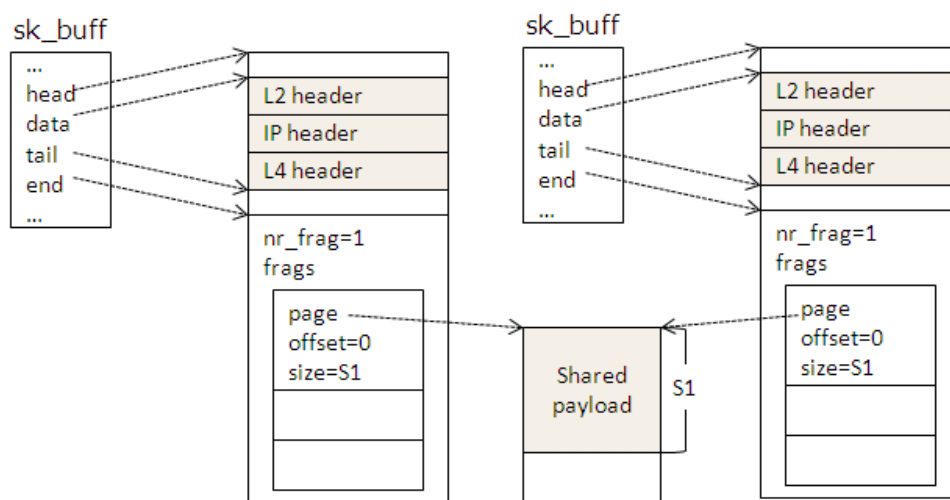 sk_buff
...
head
data
tail
end
...
L2 header
IP header
L4 header
nr_frag=1
frags
page
offset=0
size=S1
Shared
payload
S1
sk_buff
...
head
data
tail
end
...
L2 header
IP header
L4 header
nr_frag=1
frags
page
offset=0
size=S1